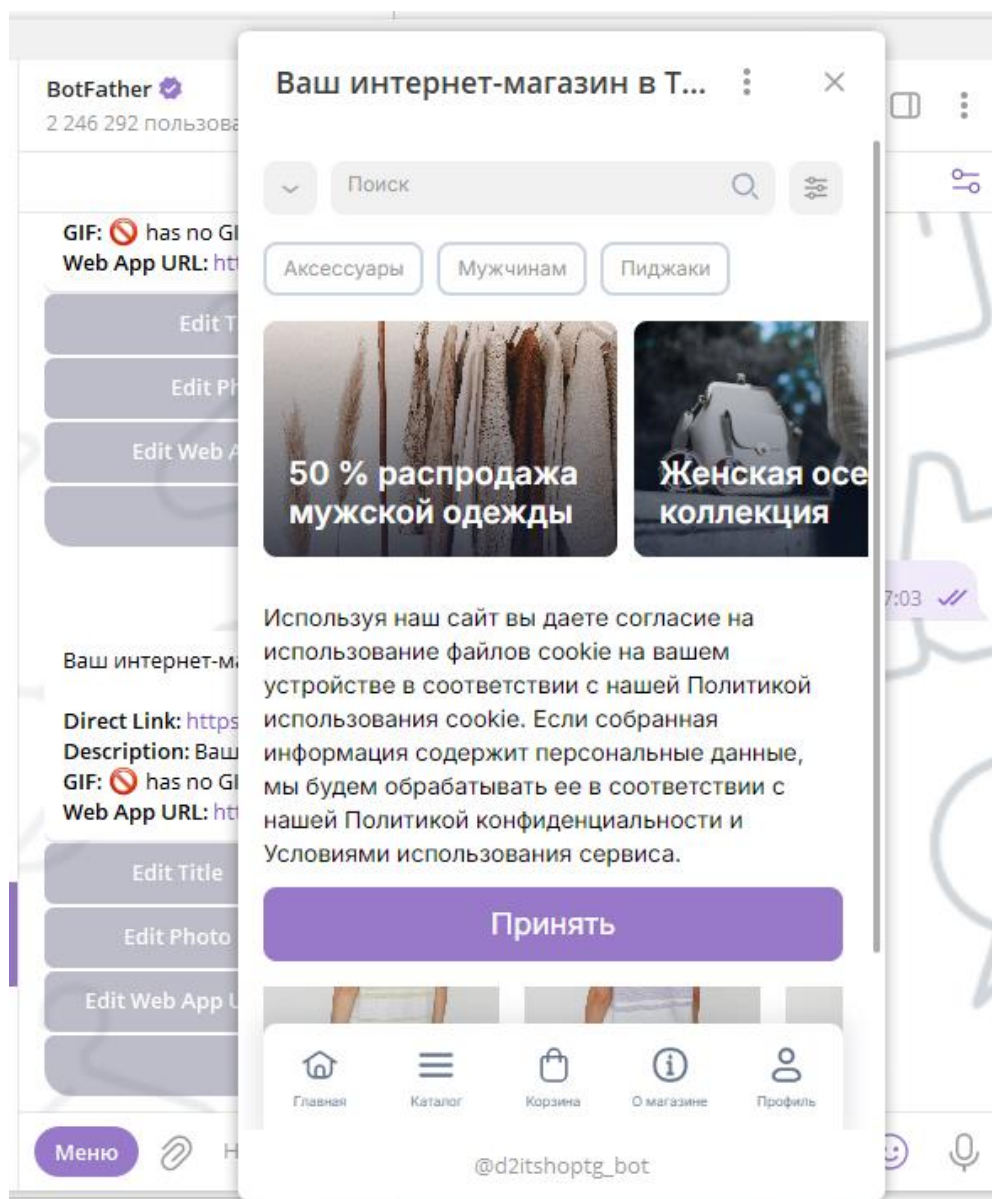 BotFather
2 246 292 пользова
GIF: has no GI
Web App URL: htt
Edit T
Edit Ph
Edit Web A
Ваш интернет-ма
Direct Link: https
Description: Ваш
GIF: has no GI
Web App URL: htt
Edit Title
Edit Photo
Edit Web App U
Меню
Н
7:03
Ваш интернет-магазин в Т...
Поиск
Аксессуары
Мужчинам
Пиджаки
50 % распродажа
мужской одежды
Женская осе
коллекция
Используя наш сайт вы даете согласие на
использование файлов cookie на вашем
устройстве в соответствии с нашей Политикой
использования cookie. Если собранная
информация содержит персональные данные,
мы будем обрабатывать ее в соответствии с
нашей Политикой конфиденциальности и
Условиями использования сервиса.
Принять
Главная
Каталог
Корзина
О магазине
Профиль
@d2itshoptg_bot